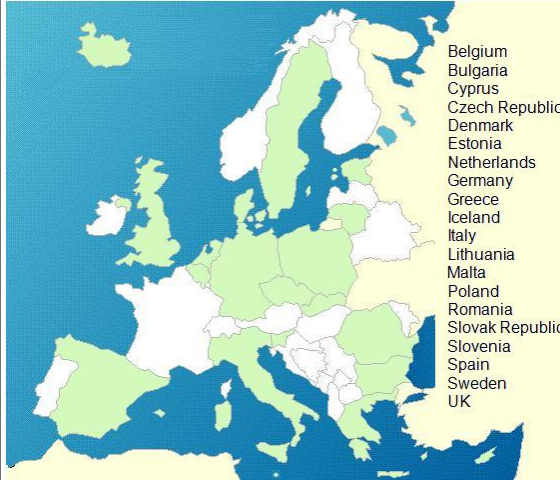 Belgium
Bulgaria
Cyprus
Czech Republic
Denmark
Estonia
Netherlands
Germany
Greece
Iceland
Italy
Lithuania
Malta
Poland
Romania
Slovak Republic
Slovenia
Spain
Sweden
UK